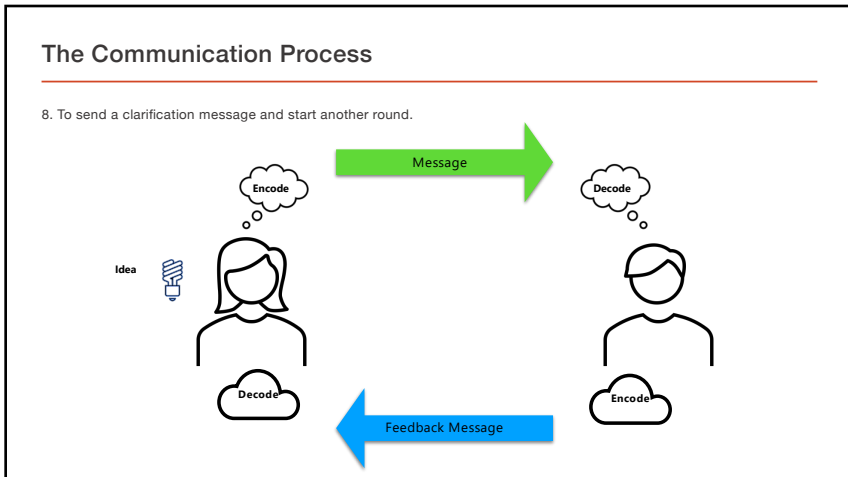 The Communication Process
8. To send a clarification message and start another round.
Message
Encode
Decode
Idea
Decode
Encode
Feedback Message